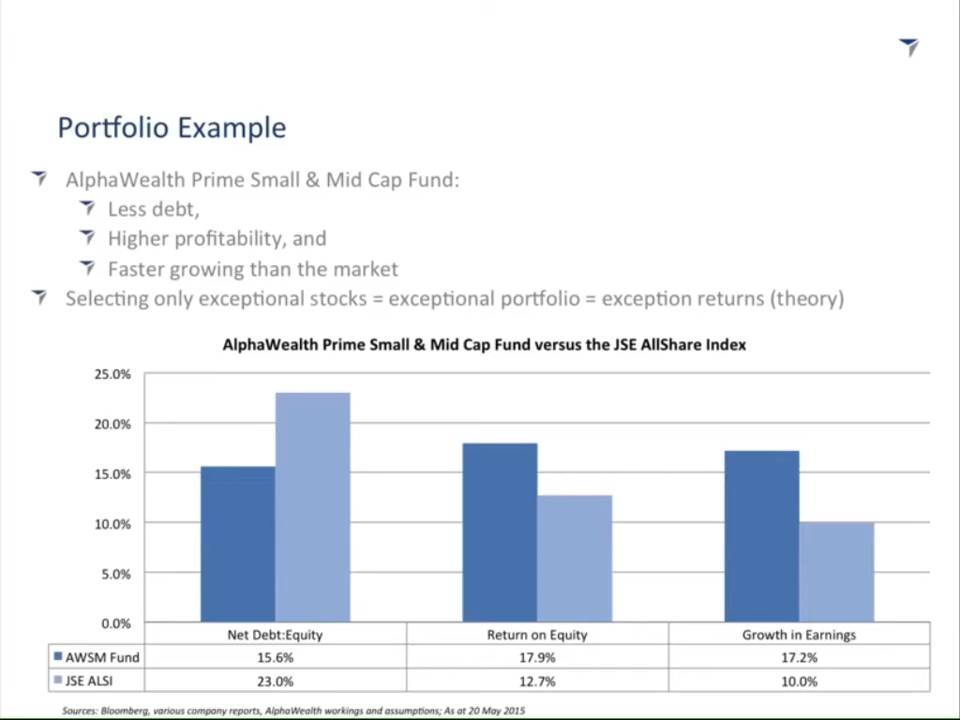 Portfolio Example
AlphaWealth Prime Small & Mid Cap Fund:
Less debt,
Higher profitability, and
Faster growing than the market
Selecting only exceptional stocks = exceptional portfolio = exception returns (theory)
AlphaWealth Prime Small & Mid Cap Fund versus the JSE AllShare Index
25.0%
20.0%
15.0%
10.0%
5.0%
0.0%
Net Debt:Equity Return on Equity Growth in Earnings
AWSM Fund 15.6% 17.9% 17.2%
JSE ALSI 23.0% 12.7% 10.0%
Sources: Bloomberg, various company reports, AlphaWealth workings and assumptions; As at 20 May 2015